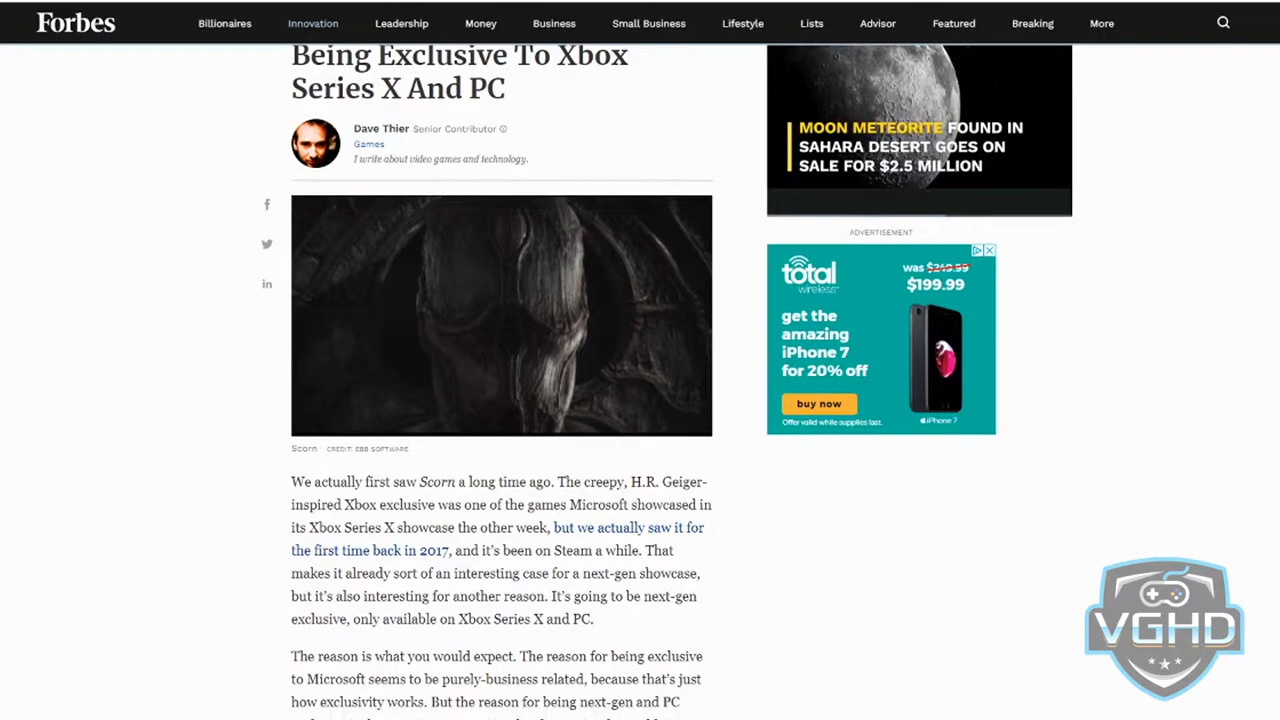 Forbes
Billionaires
Innovation
Leadership
Money
Business
Small Business
Lifestyle
Lists
Advisor
Featured
Breaking
More
Being Exclusive To Xbox
Series X And PC
Dave Thier Senior Contributor
Games
I write about video games and technology.
Scorn CREDIT: EBB SOFTWARE
We actually first saw Scorn a long time ago. The creepy, H.R. Geiger-
inspired Xbox exclusive was one of the games Microsoft showcased in
its Xbox Series X showcase the other week, but we actually saw it for
the first time back in 2017, and it's been on Steam a while. That
makes it already sort of an interesting case for a next-gen showcase,
but it's also interesting for another reason. It's going to be next-gen
exclusive, only available on Xbox Series X and PC.
The reason is what you would expect. The reason for being exclusive
to Microsoft seems to be purely-business related, because that's just
how exclusivity works. But the reason for being next-gen and PC
MOON METEORITE FOUND IN
SAHARA DESERT GOES ON
SALE FOR $2.5 MILLION
ADVERTISEMENT
total
wireless
was $249.99
$199.99
get the
amazing
iPhone 7
for 20% off
buy now
Offer valid while supplies last.
iPhone 7
VGHD